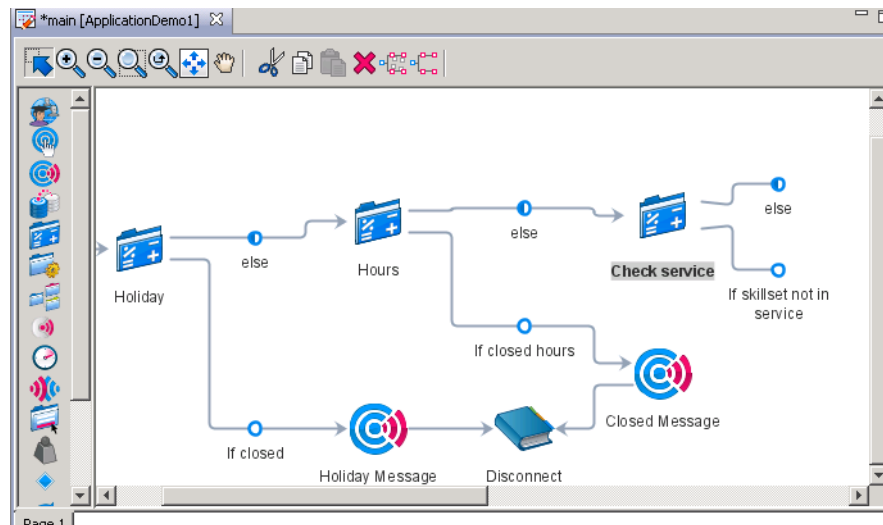 *main [ApplicationDemo1]
else
else
else
Holiday
Hours
Check service
If skillset not in
service
If closed hours
Closed Message
If closed
Holiday Message
Disconnect
Page 1